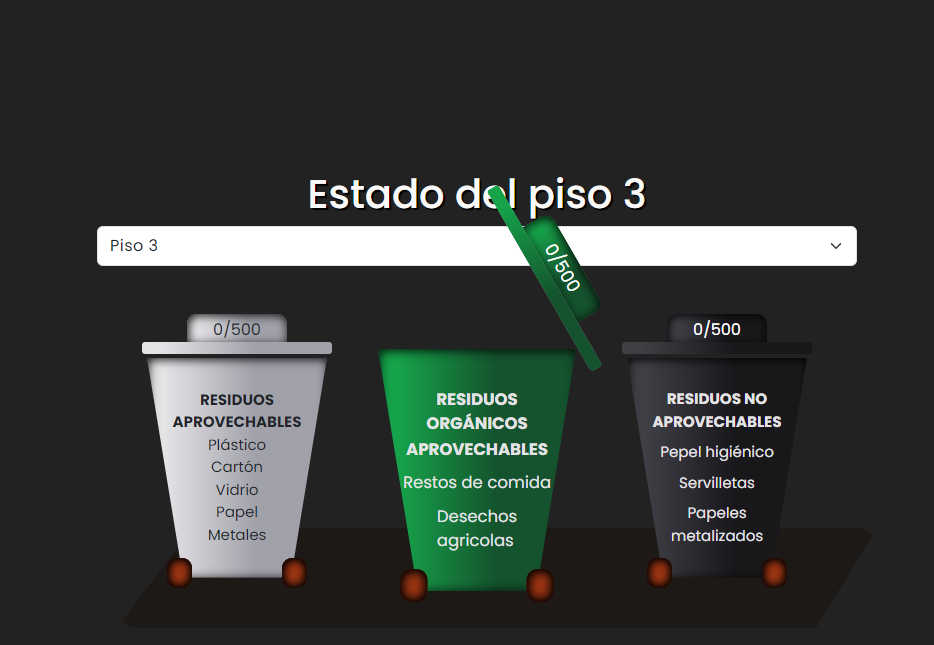 Estado del piso 3
Piso 3
0/500
RESIDUOS
APROVECHABLES
Plástico
Cartón
Vidrio
Papel
Metales
0/500
RESIDUOS
ORGÁNICOS
APROVECHABLES
Restos de comida
Desechos
agricolas
0/500
RESIDUOS NO
APROVECHABLES
Pepel higiénico
Servilletas
Papeles
metalizados